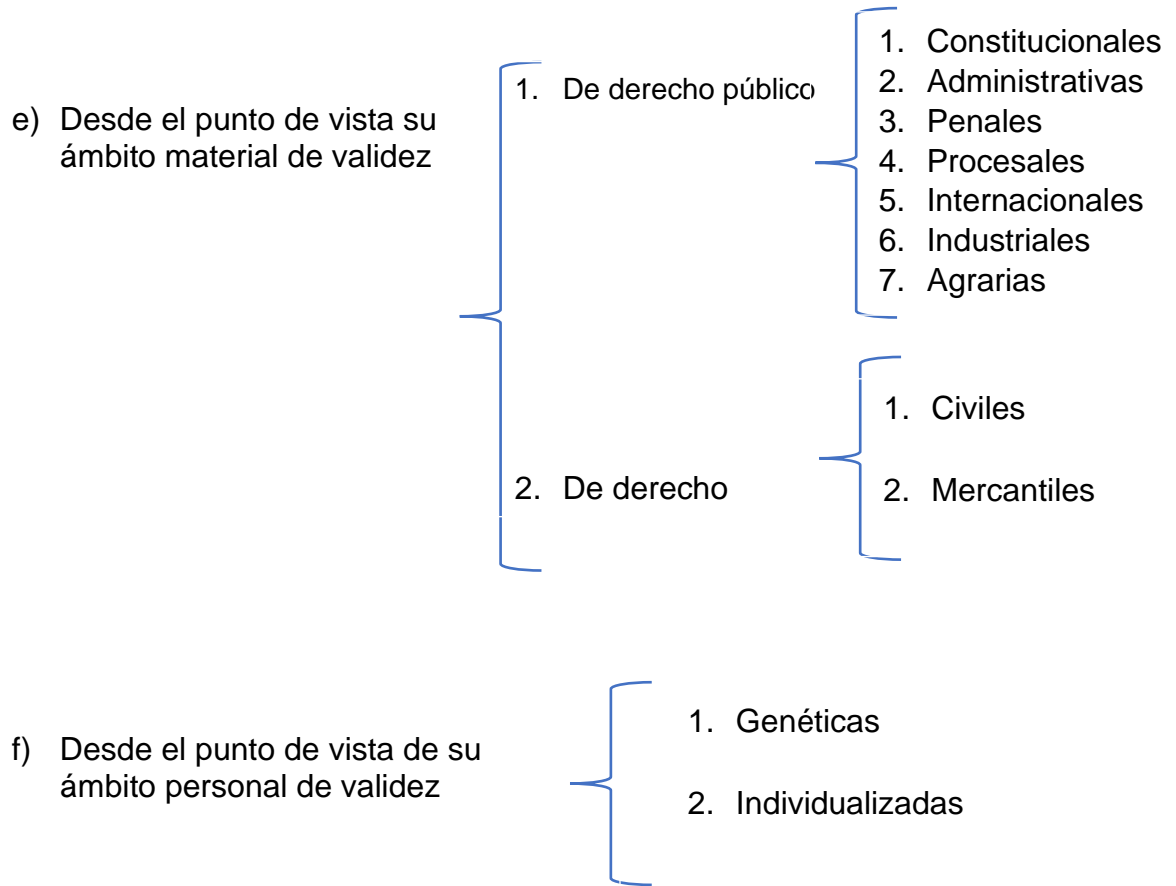 e) Desde el punto de vista su
ámbito material de validez
1. De derecho público
1. Constitucionales
2. Administrativas
3. Penales
4. Procesales
5. Internacionales
6. Industriales
7. Agrarias
2. De derecho
1. Civiles
2. Mercantiles
f) Desde el punto de vista de su
ámbito personal de validez
1. Genéticas
2. Individualizadas